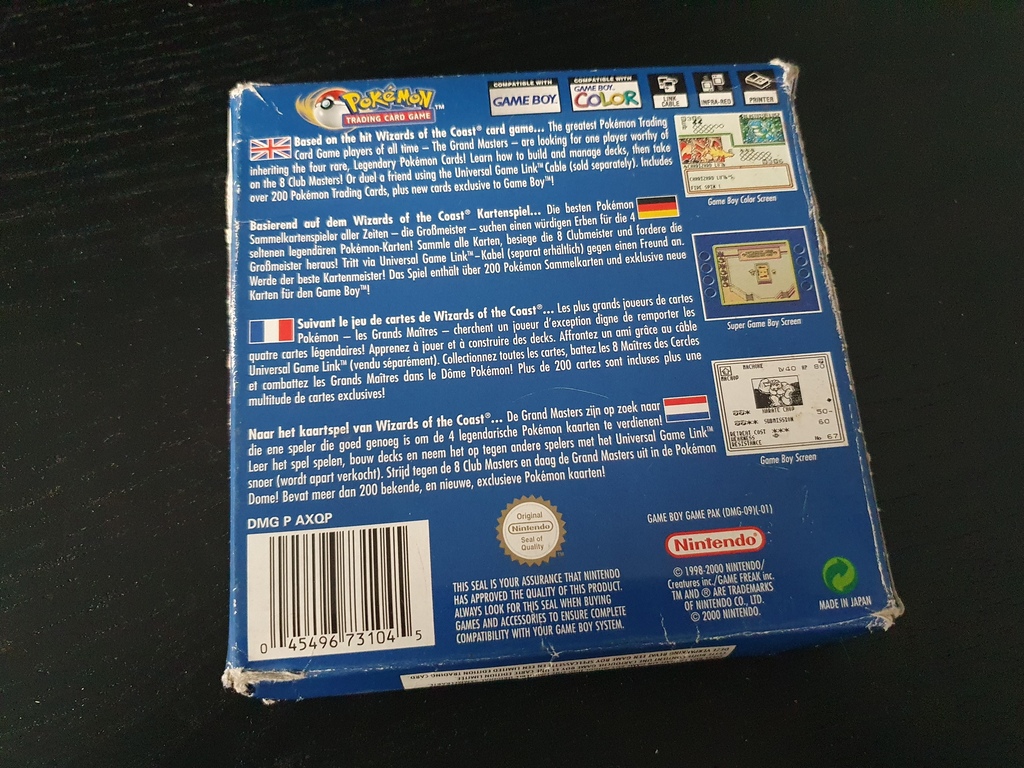 POKéMON™
TRADING CARD GAME
COMPATIBLE WITH
GAME BOY.
COMPATIBLE WITH
GAME BOY.
COLOR
LINK
CABLE
INFRA-RED
PRINTER
Based on the hit Wizards of the Coast® card game... The greatest Pokémon Trading
Card Game players of all time – The Grand Masters – are looking for one player worthy of
inheriting the four rare, Legendary Pokémon Cards! Learn how to build and manage decks, then take
on the 8 Club Masters! Or duel a friend using the Universal Game Link™Cable (sold separately). Includes
over 200 Pokémon Trading Cards, plus new cards exclusive to Game Boy™!
Game Boy Color Screen
Basierend auf dem Wizards of the Coast® Kartenspiel... Die besten Pokémon
Sammelkartenspieler aller Zeiten – die Großmeister – suchen einen würdigen Erben für die 4
seltenen legendären Pokémon-Karten! Sammle alle Karten, besiege die 8 Clubmeister und fordere die
Großmeister heraus! Tritt via Universal Game Link™-Kabel (separat erhältlich) gegen einen Freund an.
Werde der beste Kartenmeister! Das Spiel enthält über 200 Pokémon Sammelkarten und exklusive neue
Karten für den Game Boy™!
Super Game Boy Screen
Suivant le jeu de cartes de Wizards of the Coast®... Les plus grands joueurs de cartes
Pokémon – les Grands Maîtres – cherchent un joueur d'exception digne de remporter les
quatre cartes légendaires! Apprenez à jouer et à construire des decks. Affrontez un ami grâce au câble
Universal Game Link™ (vendu séparément). Collectionnez toutes les cartes, battez les 8 Maîtres des Cercles
et combattez les Grands Maîtres dans le Dôme Pokémon! Plus de 200 cartes sont incluses plus une
multitude de cartes exclusives!
MACHOKE LV 40 HP 80
MACHOP
KARATE CHOP 50-
SUBMISSION 60
RETREAT COST
WEAKNESS
RESISTANCE No. 67
Game Boy Screen
Naar het kaartspel van Wizards of the Coast®... De Grand Masters zijn op zoek naar
die ene speler die goed genoeg is om de 4 legendarische Pokémon kaarten te verdienen!
Leer het spel spelen, bouw decks en neem het op tegen andere spelers met het Universal Game Link™
snoer (wordt apart verkocht). Strijd tegen de 8 Club Masters en daag de Grand Masters uit in de Pokémon
Dome! Bevat meer dan 200 bekende, en nieuwe, exclusieve Pokémon kaarten!
DMG P AXQP
0 45496 73104 5
Original
Nintendo
Seal of
Quality
THIS SEAL IS YOUR ASSURANCE THAT NINTENDO
HAS APPROVED THE QUALITY OF THIS PRODUCT.
ALWAYS LOOK FOR THIS SEAL WHEN BUYING
GAMES AND ACCESSORIES TO ENSURE COMPLETE
COMPATIBILITY WITH YOUR GAME BOY SYSTEM.
GAME BOY GAME PAK (DMG-09)(-01)
Nintendo®
© 1998-2000 NINTENDO/
Creatures inc./GAME FREAK inc.
TM AND ® ARE TRADEMARKS
OF NINTENDO CO., LTD.
© 2000 NINTENDO.
MADE IN JAPAN